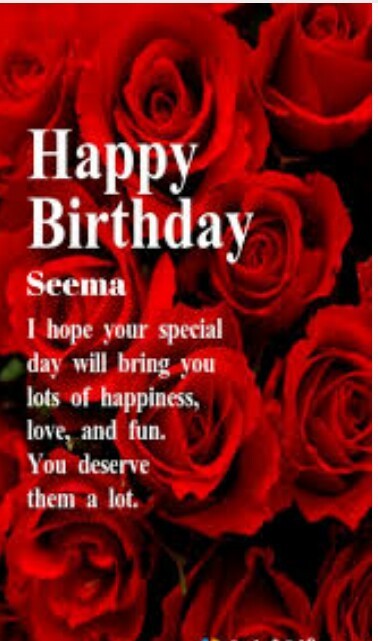 Happy
Birthday
Seema
I hope your special
day will bring you
lots of happiness,
love, and fun.
You deserve
them a lot.